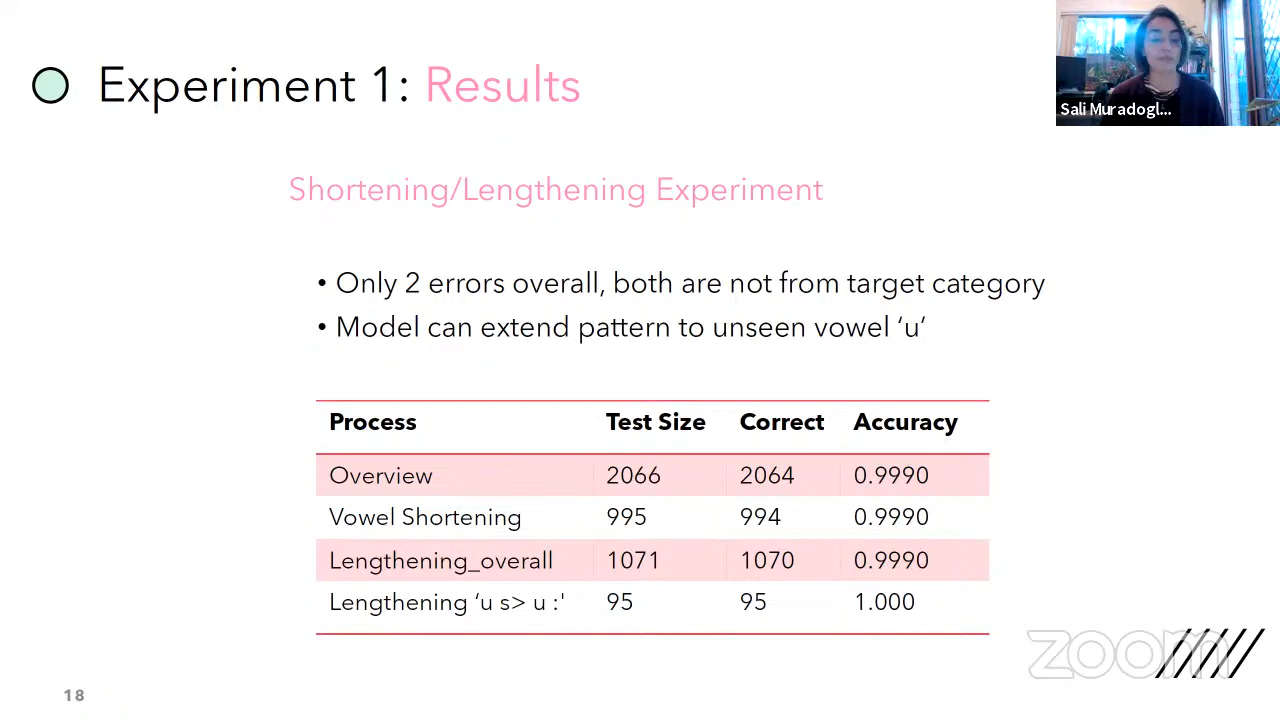 Experiment 1: Results
Sali Muradogl...
Shortening/Lengthening Experiment
• Only 2 errors overall, both are not from target category
• Model can extend pattern to unseen vowel ‘u’
Process Test Size Correct Accuracy
Overview 2066 2064 0.9990
Vowel Shortening 995 994 0.9990
Lengthening_overall 1071 1070 0.9990
Lengthening ‘u s> u :' 95 95 1.000
zoom
18